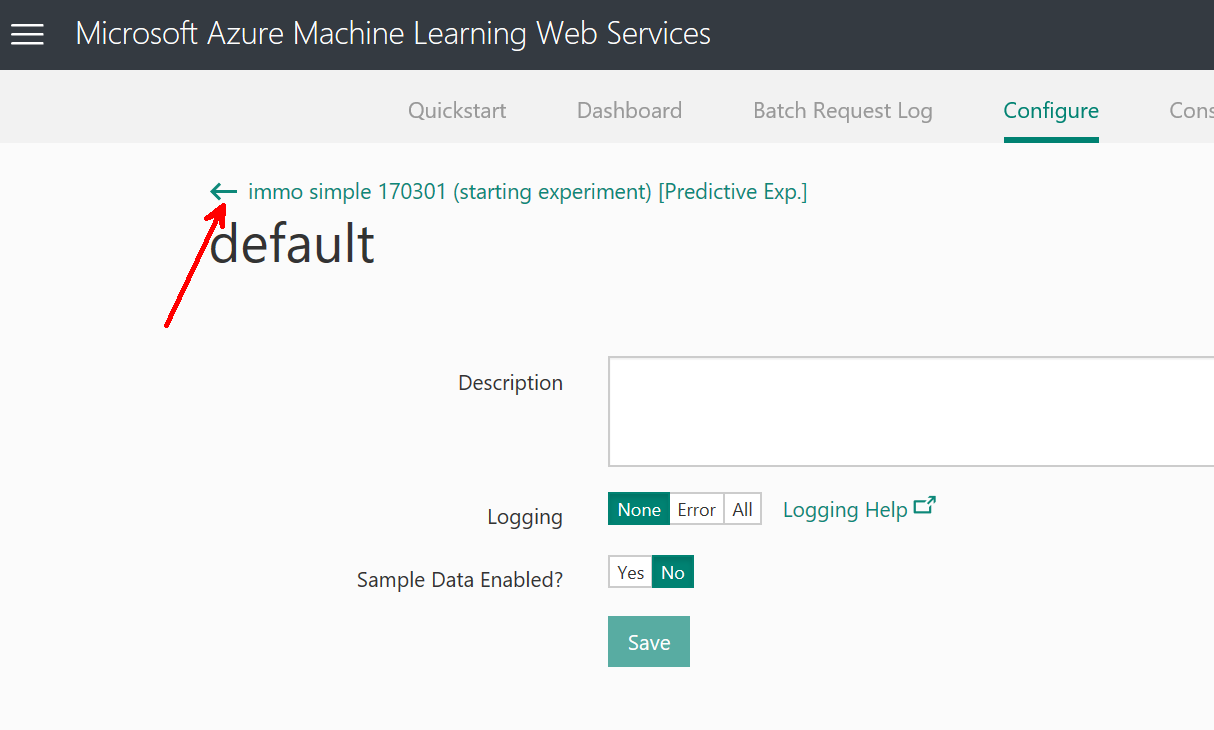 Microsoft Azure Machine Learning Web Services
Quickstart Dashboard Batch Request Log Configure Cons
immo simple 170301 (starting experiment) [Predictive Exp.]
default
Description
Logging None Error All Logging Help
Sample Data Enabled? Yes No
Save